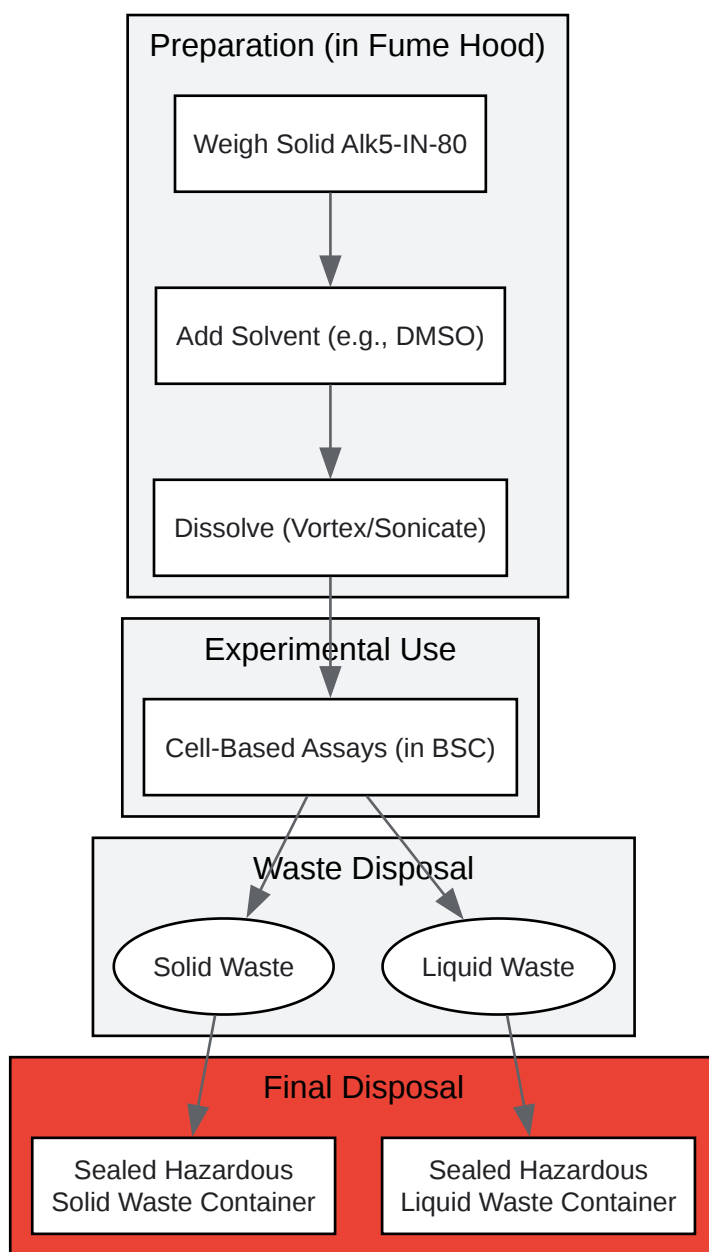 Preparation (in Fume Hood)
Weigh Solid Alk5-IN-80
Add Solvent (e.g., DMSO)
Dissolve (Vortex/Sonicate)
Experimental Use
Cell-Based Assays (in BSC)
Waste Disposal
Solid Waste
Liquid Waste
Final Disposal
Sealed Hazardous
Solid Waste Container
Sealed Hazardous
Liquid Waste Container